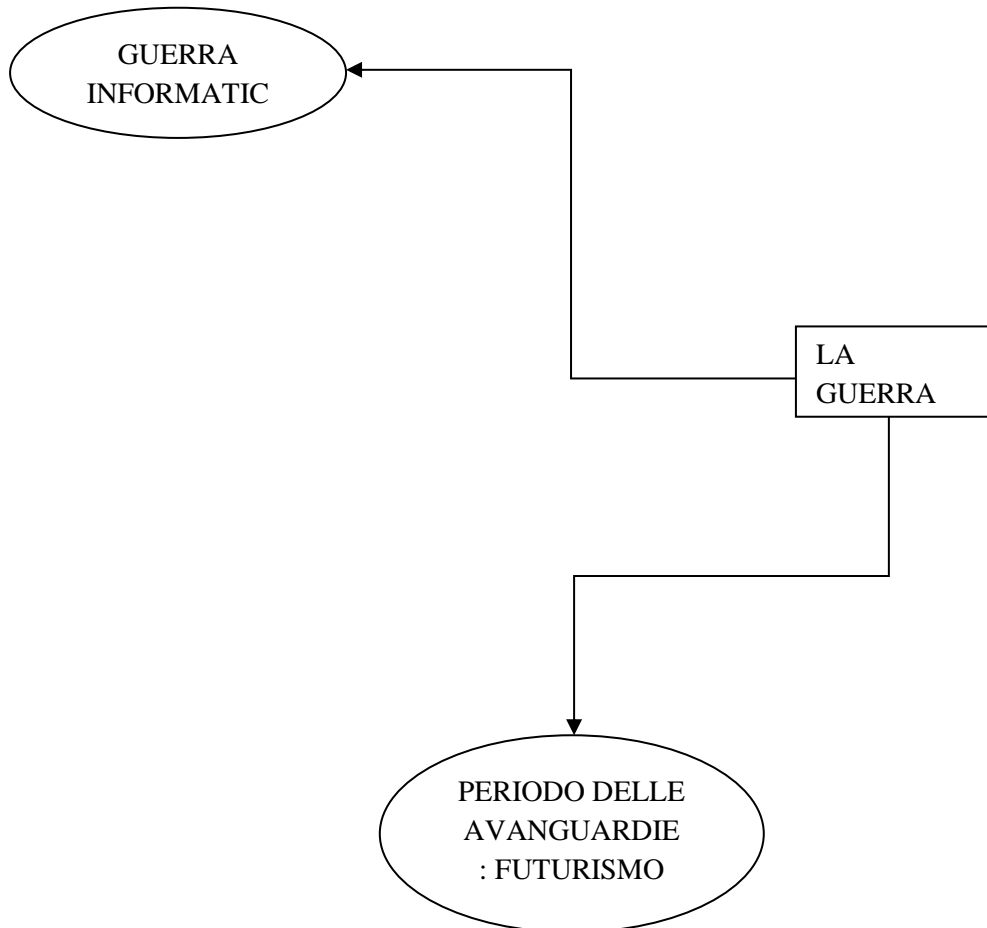 GUERRA
INFORMATIC
LA
GUERRA
PERIODO DELLE
AVANGUARDIE
: FUTURISMO